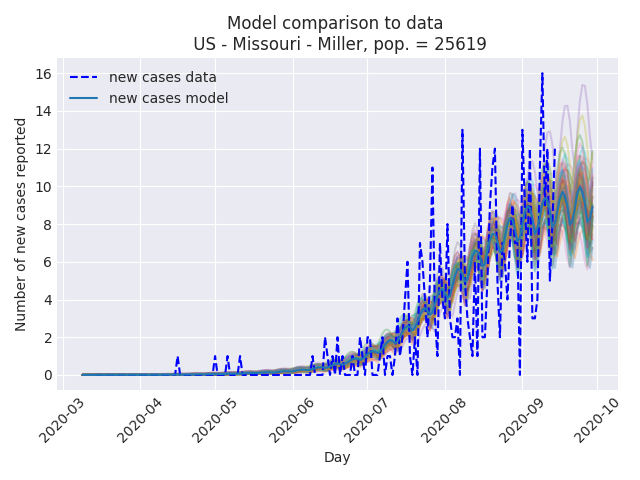 Model comparison to data
US - Missouri - Miller, pop. = 25619
new cases data
new cases model
Number of new cases reported
16
14
12
10
8
6
4
2
0
2020-03
2020-04
2020-05
2020-06
2020-07
2020-08
2020-09
2020-10
Day